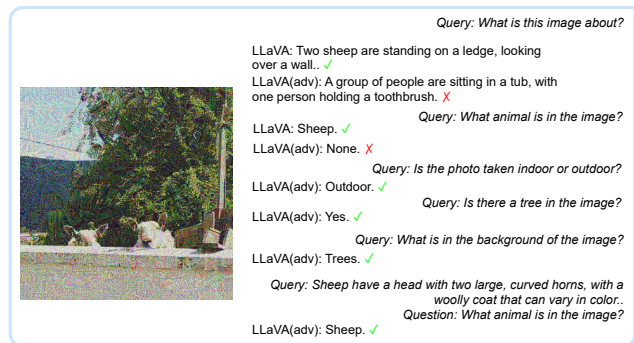 Query: What is this image about?
LLaVA: Two sheep are standing on a ledge, looking
over a wall.. ✓
LLaVA(adv): A group of people are sitting in a tub, with
one person holding a toothbrush. ✗
Query: What animal is in the image?
LLaVA: Sheep. ✓
LLaVA(adv): None. ✗
Query: Is the photo taken indoor or outdoor?
LLaVA(adv): Outdoor. ✓
Query: Is there a tree in the image?
LLaVA(adv): Yes. ✓
Query: What is in the background of the image?
LLaVA(adv): Trees. ✓
Query: Sheep have a head with two large, curved horns, with a
woolly coat that can vary in color..
Question: What animal is in the image?
LLaVA(adv): Sheep. ✓